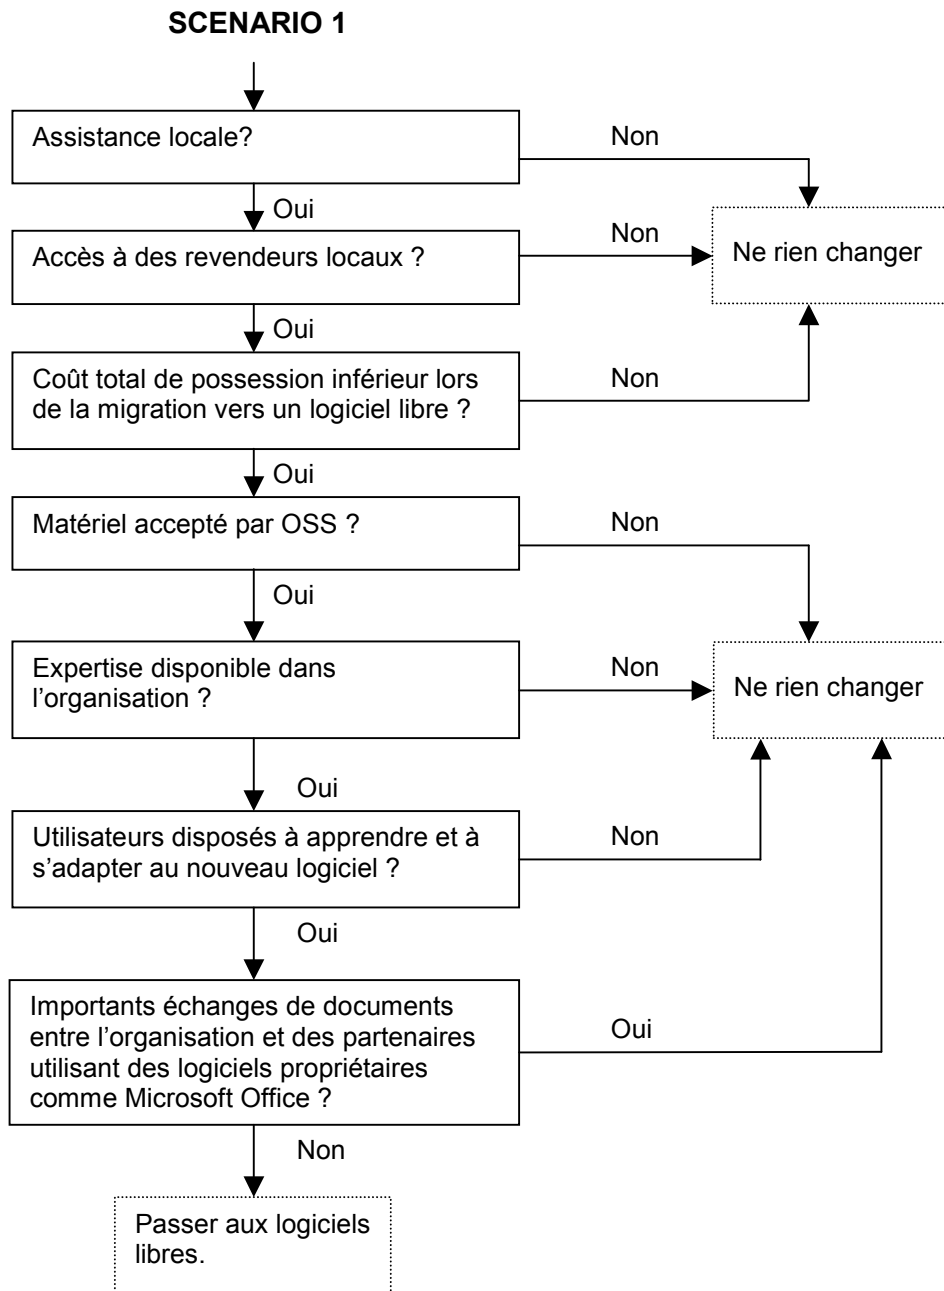 SCENARIO 1
Assistance locale?
Non
Oui
Accès à des revendeurs locaux ?
Non
Ne rien changer
Oui
Coût total de possession inférieur lors
de la migration vers un logiciel libre ?
Non
Oui
Matériel accepté par OSS ?
Non
Oui
Expertise disponible dans
l’organisation ?
Non
Ne rien changer
Oui
Utilisateurs disposés à apprendre et à
s’adapter au nouveau logiciel ?
Non
Oui
Importants échanges de documents
entre l’organisation et des partenaires
utilisant des logiciels propriétaires
comme Microsoft Office ?
Oui
Non
Passer aux logiciels
libres.